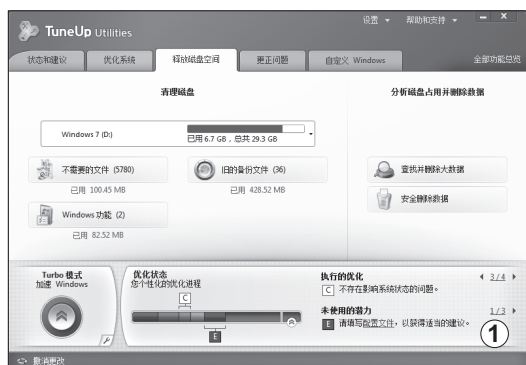 TuneUp Utilities
设置 帮助和支持
状态和建议 优化系统 释放磁盘空间 更正问题 自定义 Windows 全部功能总览
清理磁盘 分析磁盘占用并删除数据
Windows 7 (D:) 已用 6.7 GB，总共 29.3 GB
不需要的文件 (5780) 旧的备份文件 (36) 查找并删除大数据
已用 100.45 MB 已用 428.52 MB
安全删除数据
Windows 功能 (2)
已用 82.52 MB
Turbo 模式
加速 Windows
优化状态
您个性化的优化进程
C
E
执行的优化 3/4
C 不存在影响系统状态的问题。
未使用的潜力 1/3
E 请填写配置文件，以获得适当的建议。
1
撤消更改